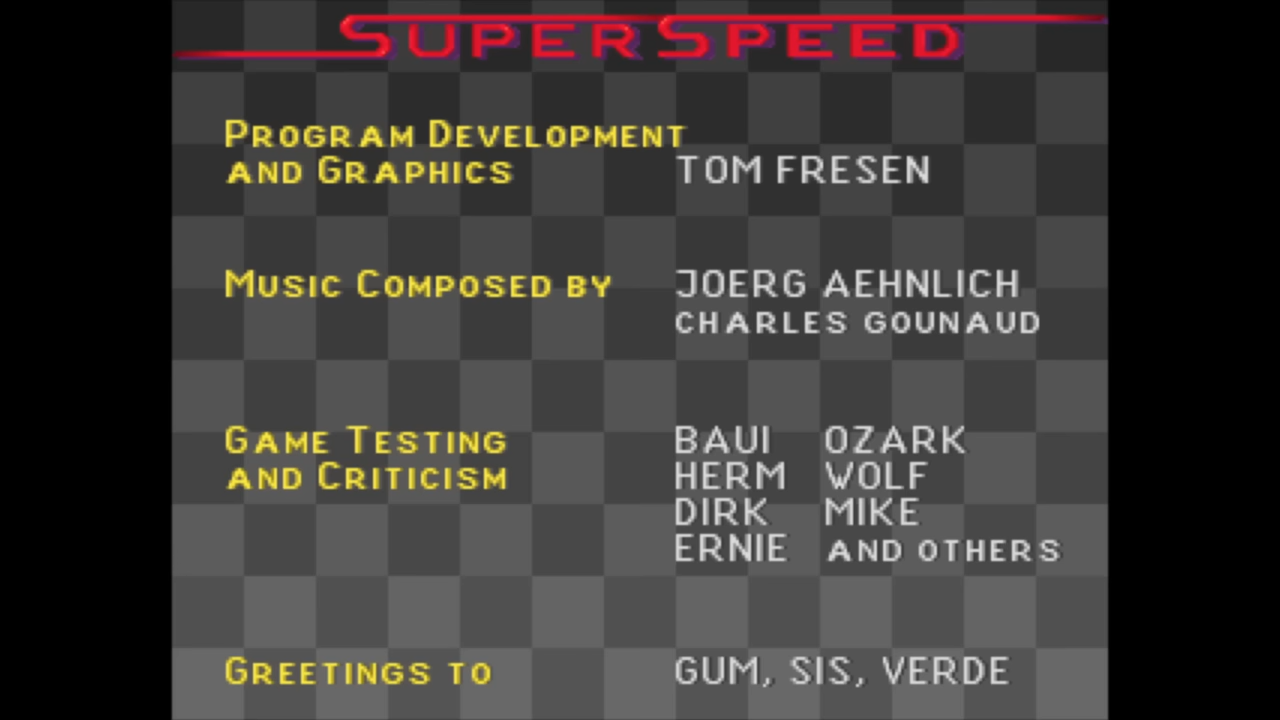 SUPERSPEED
PROGRAM DEVELOPMENT
AND GRAPHICS TOM FRESEN
MUSIC COMPOSED BY JOERG AEHNLICH
CHARLES GOUNAUD
GAME TESTING BAUI OZARK
AND CRITICISM HERM WOLF
DIRK MIKE
ERNIE AND OTHERS
GREETINGS TO GUM, SIS, VERDE